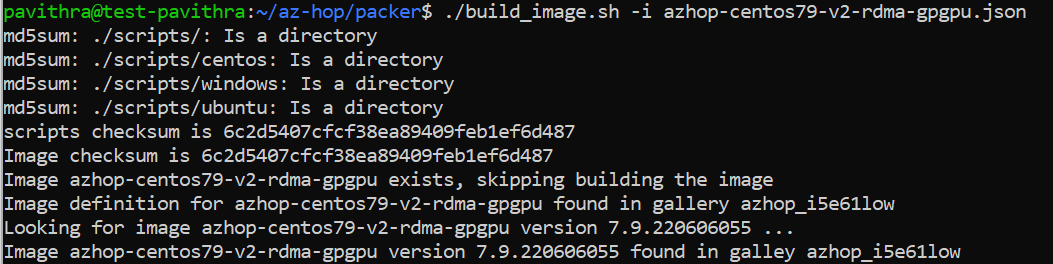 pavithra@test-pavithra:~/az-hop/packer$ ./build_image.sh -i azhop-centos79-v2-rdma-gpgpu.json
md5sum: ./scripts/: Is a directory
md5sum: ./scripts/centos: Is a directory
md5sum: ./scripts/windows: Is a directory
md5sum: ./scripts/ubuntu: Is a directory
scripts checksum is 6c2d5407cfcf38ea89409feb1ef6d487
Image checksum is 6c2d5407cfcf38ea89409feb1ef6d487
Image azhop-centos79-v2-rdma-gpgpu exists, skipping building the image
Image definition for azhop-centos79-v2-rdma-gpgpu found in gallery azhop_i5e61low
Looking for image azhop-centos79-v2-rdma-gpgpu version 7.9.220606055 ...
Image azhop-centos79-v2-rdma-gpgpu version 7.9.220606055 found in galley azhop_i5e61low